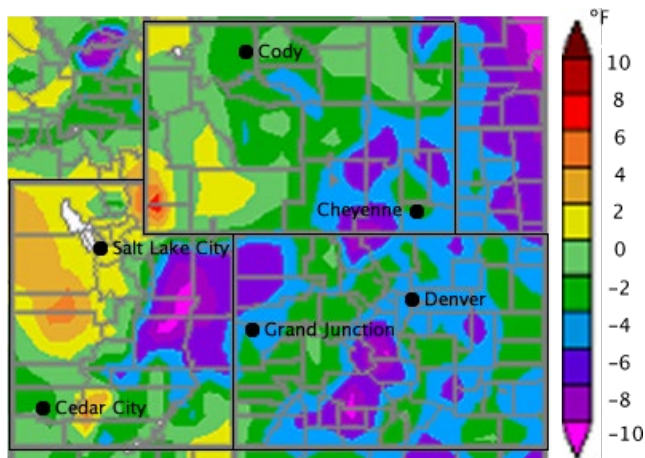 °F
Cody
10
8
6
Cheyenne
4
2
Salt Lake City
0
Denver
-2
Grand Junction
-4
-6
Cedar City
-8
-10